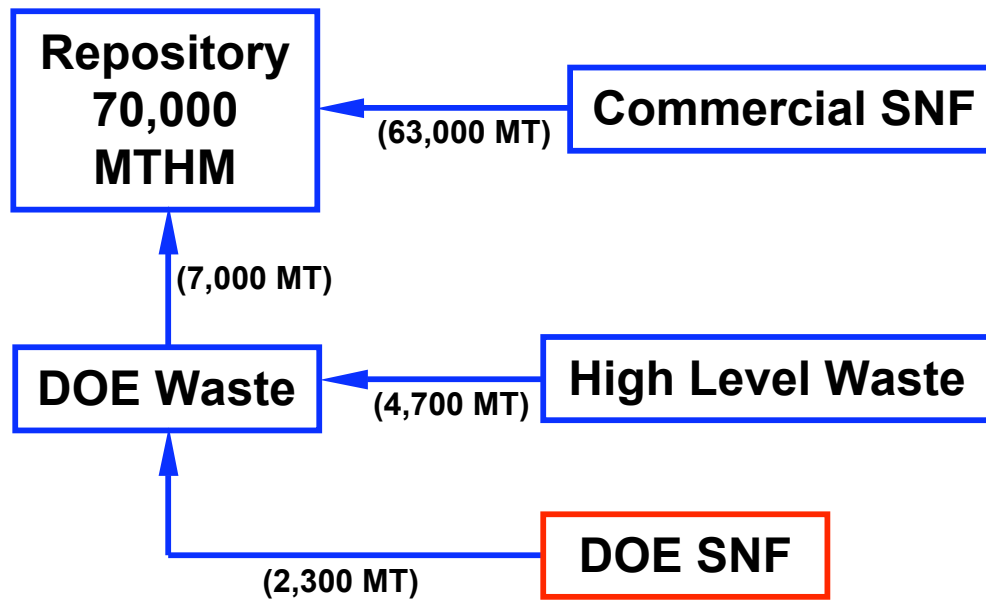 Repository
70,000
MTHM
Commercial SNF
(63,000 MT)
(7,000 MT)
DOE Waste
High Level Waste
(4,700 MT)
DOE SNF
(2,300 MT)